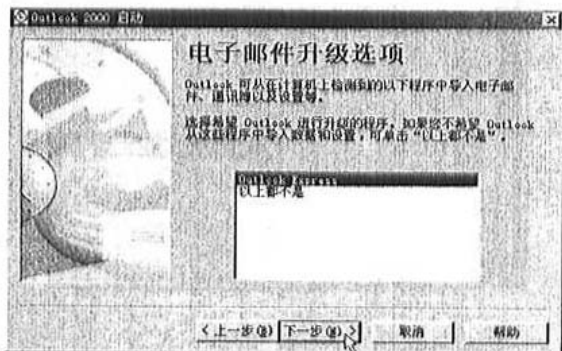 Outlook 2000 启动
电子邮件升级选项
Outlook 可从在计算机上检测到的以下程序中导入电子邮
件、通讯簿以及设置等。
选择希望 Outlook 进行升级的程序。如果您不希望 Outlook
从这些程序中导入数据和设置，可单击“以上都不是”。
Outlook Express
以上都不是
< 上一步(B)
下一步(N) >
取消
帮助